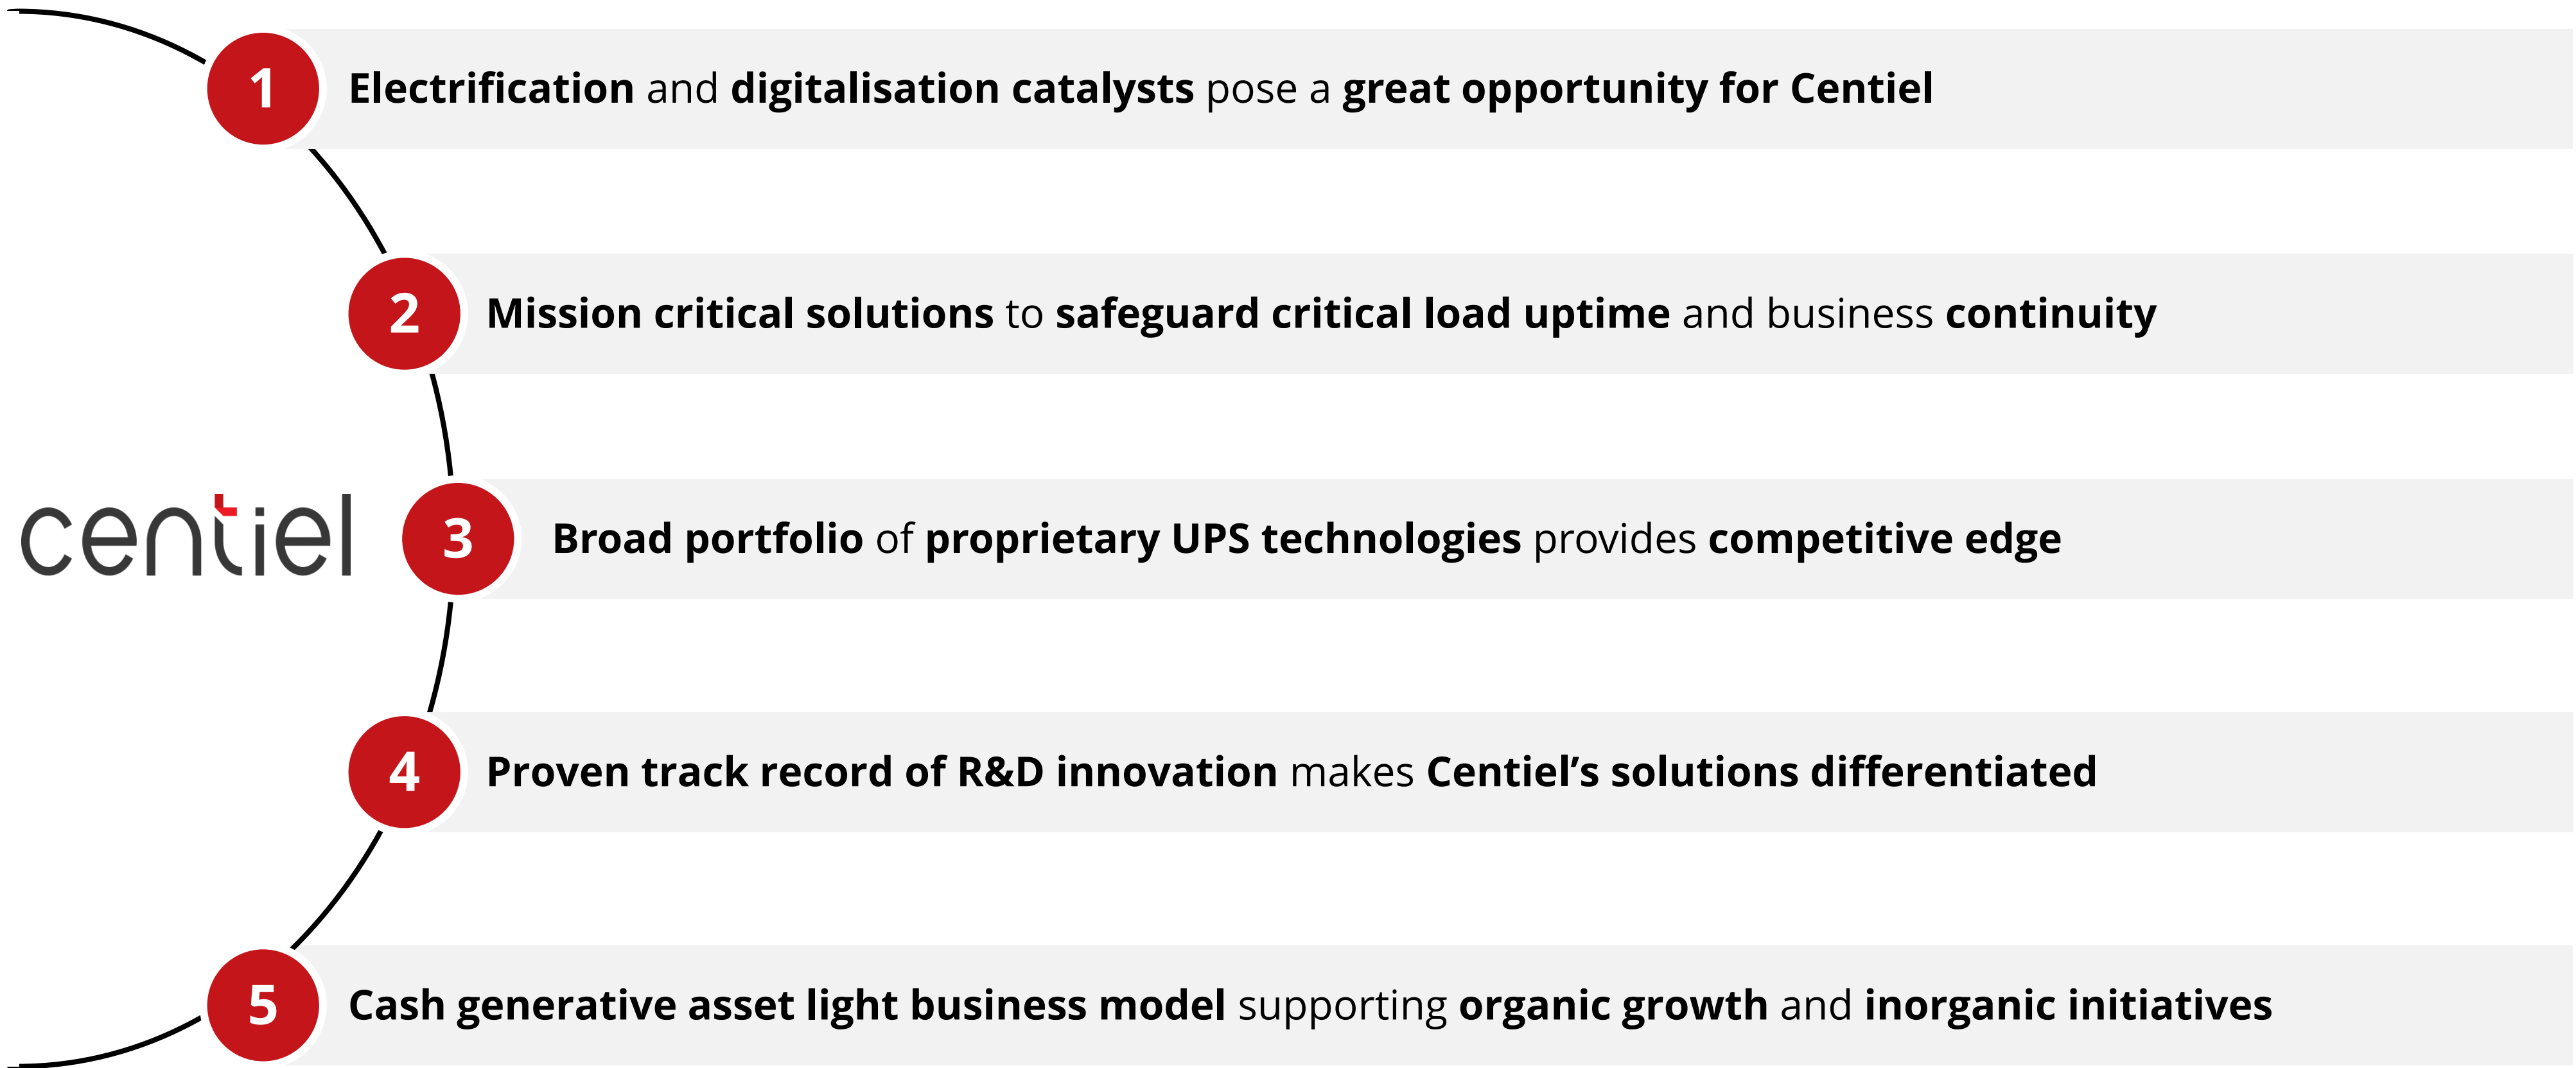 1
Electrification and digitalisation catalysts pose a great opportunity for Centiel
2
Mission critical solutions to safeguard critical load uptime and business continuity
centiel
3
Broad portfolio of proprietary UPS technologies provides competitive edge
4
Proven track record of R&D innovation makes Centiel’s solutions differentiated
5
Cash generative asset light business model supporting organic growth and inorganic initiatives